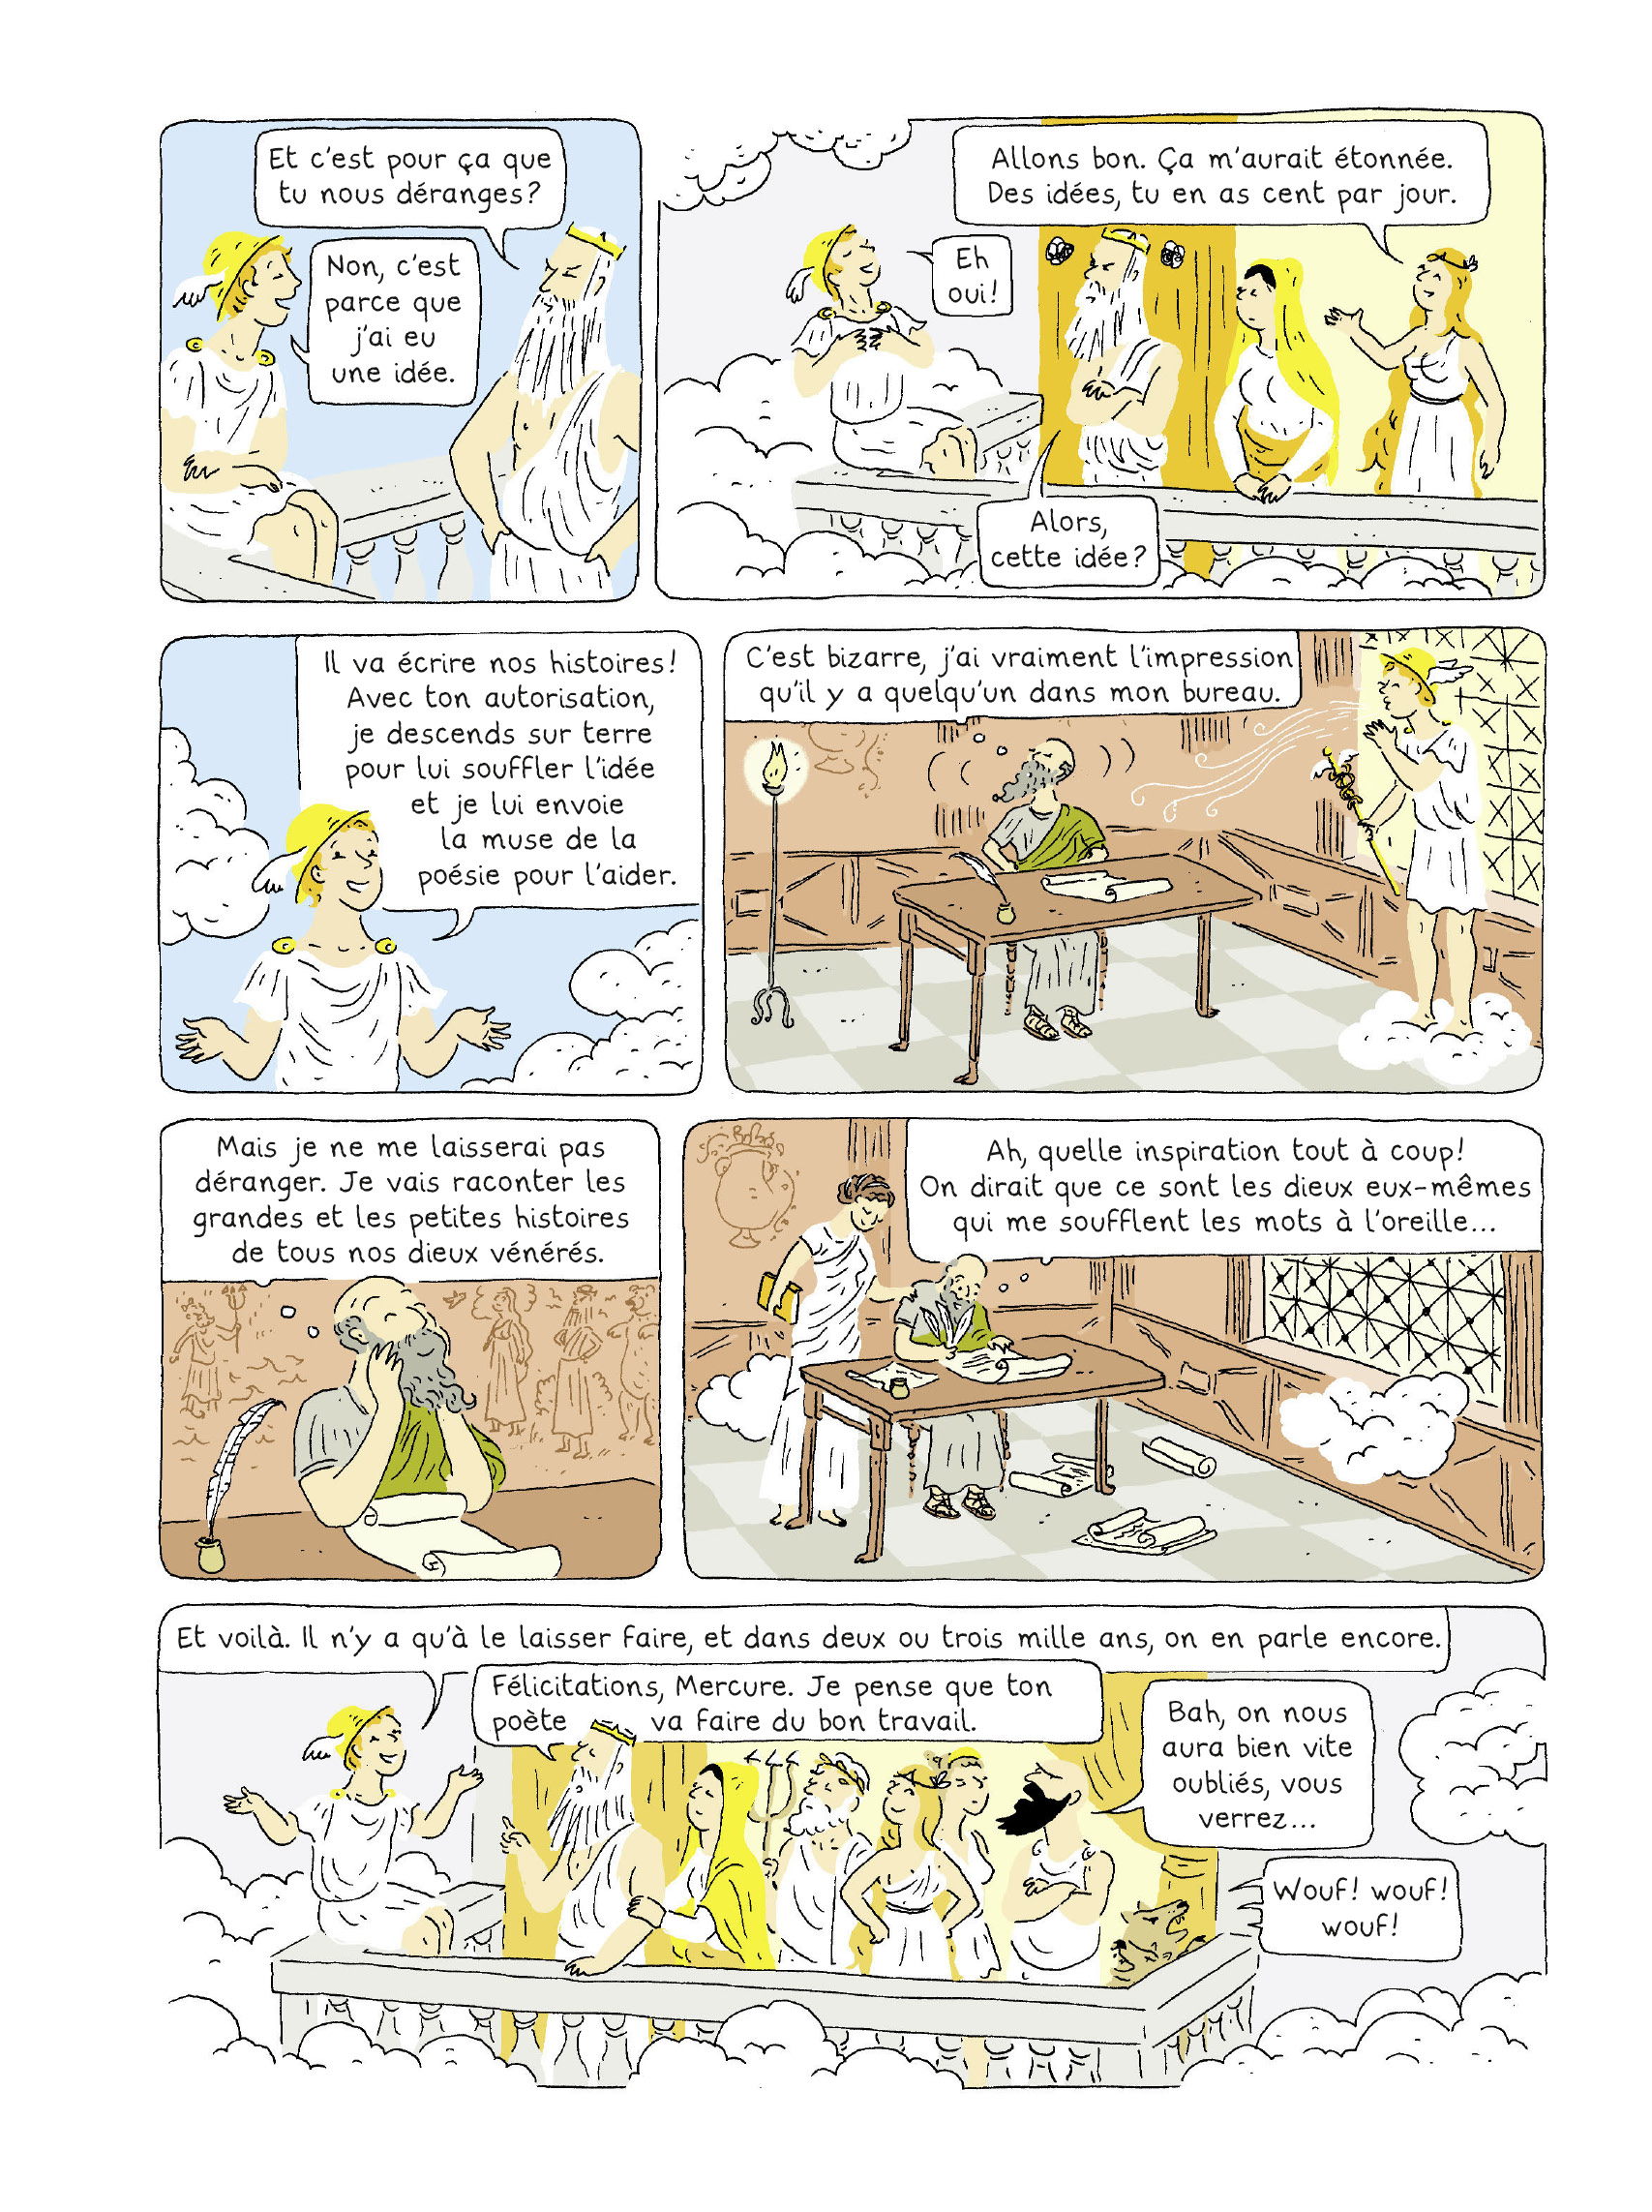 Et c'est pour ça que
tu nous déranges?
Non, c'est
parce que
j'ai eu
une idée.
Allons bon. Ça m'aurait étonnée.
Des idées, tu en as cent par jour.
Eh
oui!
Alors,
cette idée?
Il va écrire nos histoires!
Avec ton autorisation,
je descends sur terre
pour lui souffler l'idée
et je lui envoie
la muse de la
poésie pour l'aider.
C'est bizarre, j'ai vraiment l'impression
qu'il y a quelqu'un dans mon bureau.
Mais je ne me laisserai pas
déranger. Je vais raconter les
grandes et les petites histoires
de tous nos dieux vénérés.
Ah, quelle inspiration tout à coup!
On dirait que ce sont les dieux eux-mêmes
qui me soufflent les mots à l'oreille...
Et voilà. Il n'y a qu'à le laisser faire, et dans deux ou trois mille ans, on en parle encore.
Félicitations, Mercure. Je pense que ton
poète va faire du bon travail.
Bah, on nous
aura bien vite
oubliés, vous
verrez...
Wouf! wouf!
wouf!